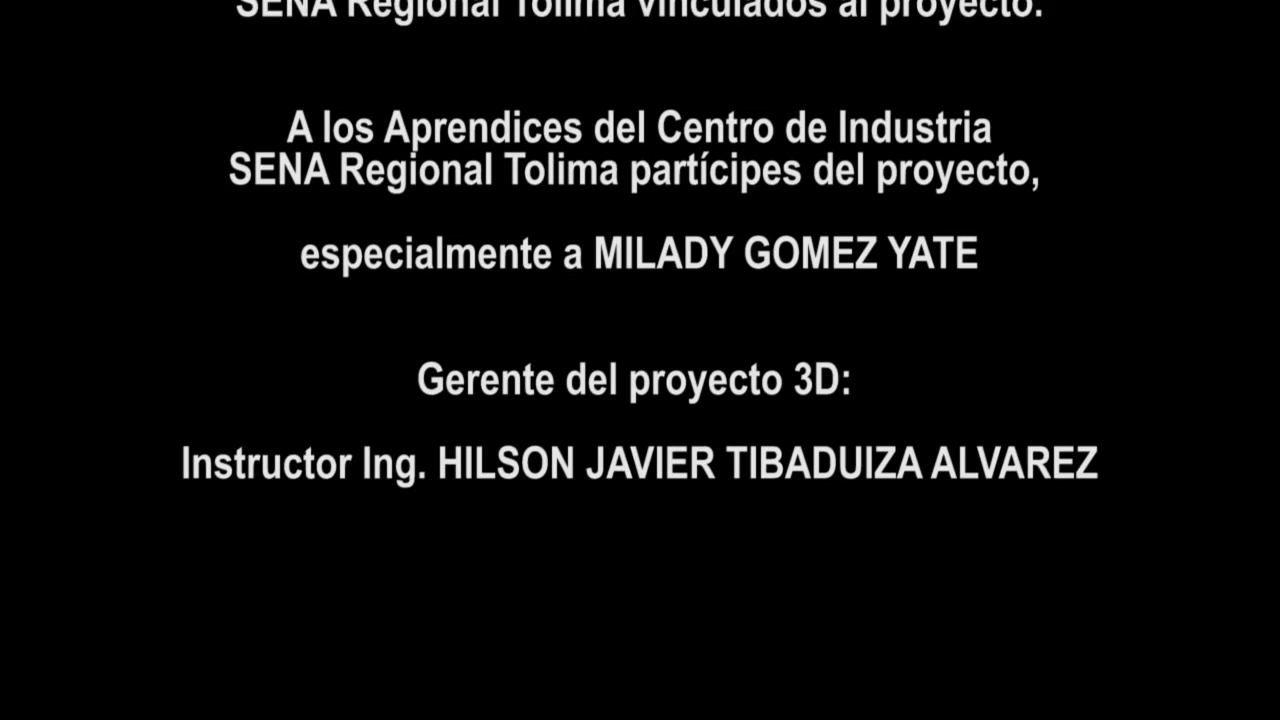 SENA Regional Tolima vinculados al proyecto.
A los Aprendices del Centro de Industria
SENA Regional Tolima partícipes del proyecto,
especialmente a MILADY GOMEZ YATE
Gerente del proyecto 3D:
Instructor Ing. HILSON JAVIER TIBADUIZA ALVAREZ